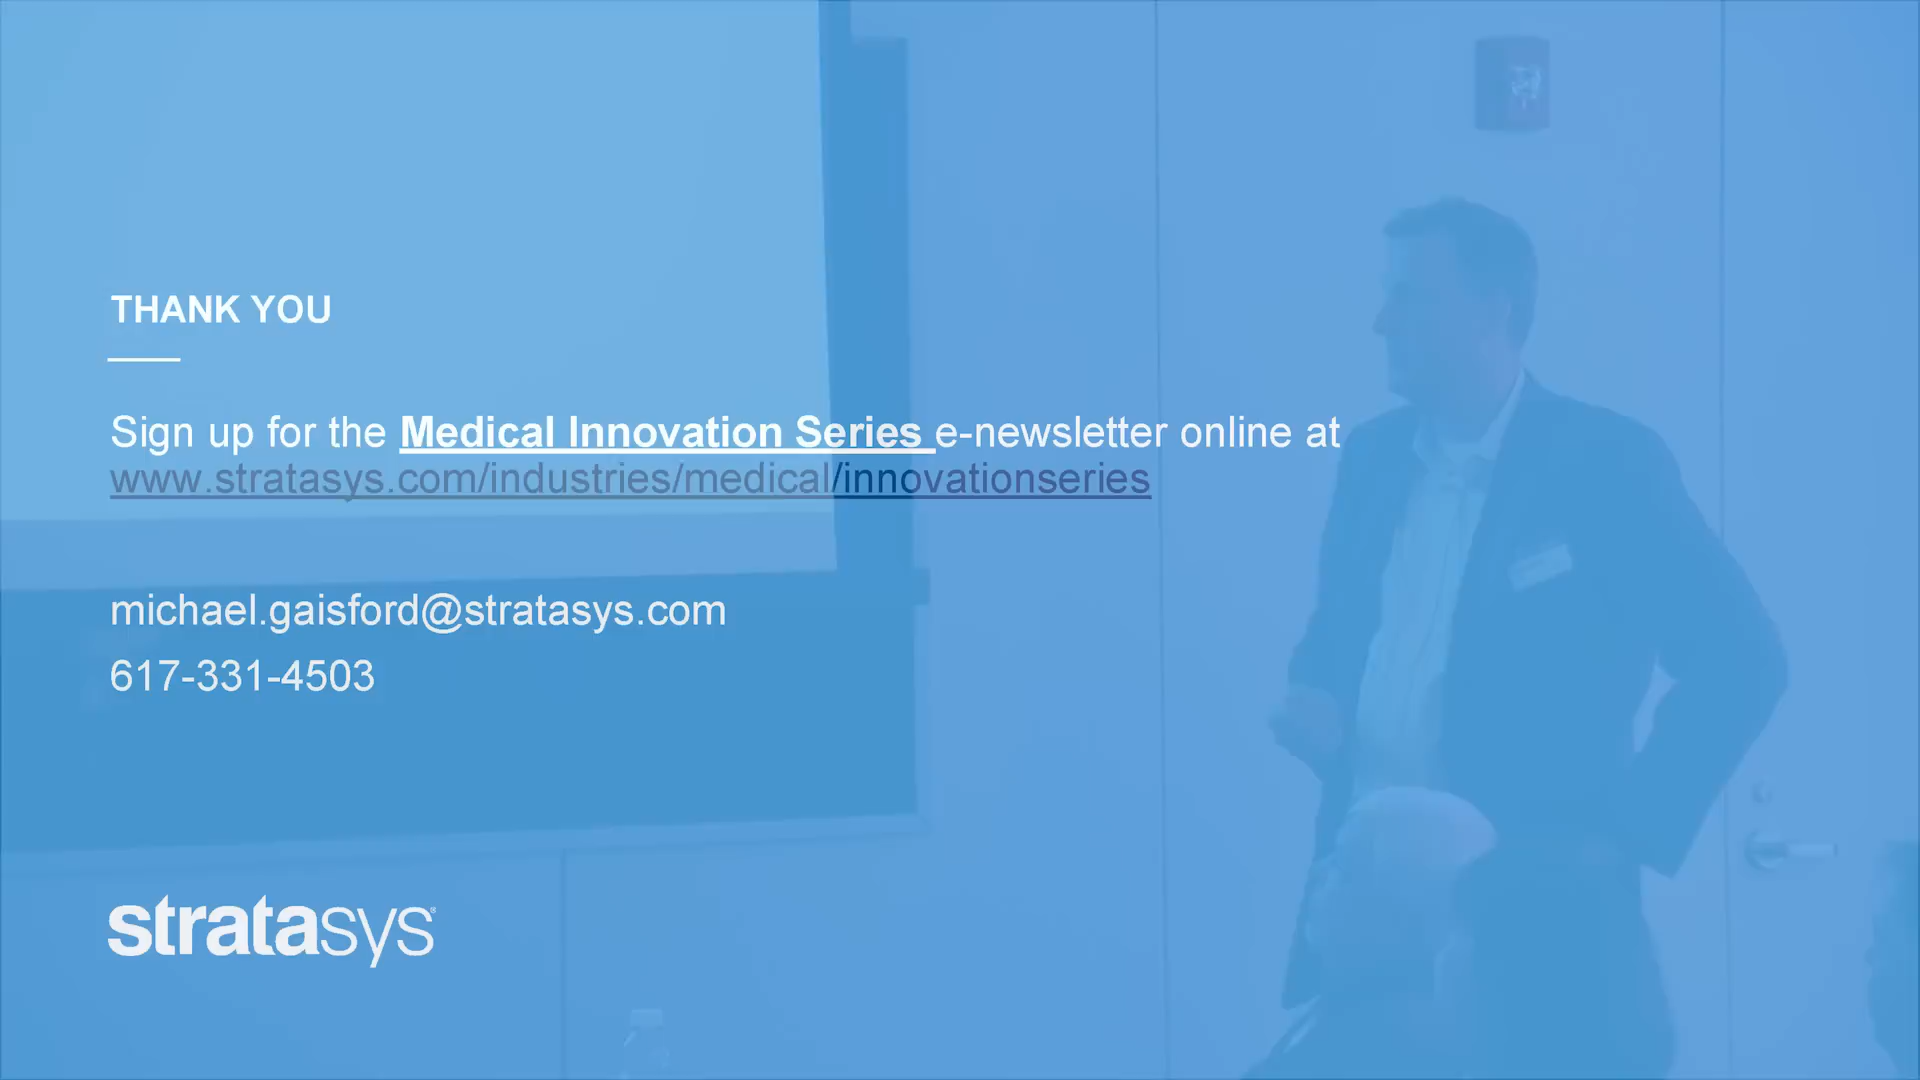 THANK YOU
Sign up for the Medical Innovation Series e-newsletter online at
www.stratasys.com/industries/medical/innovationseries
michael.gaisford@stratasys.com
617-331-4503
stratasys